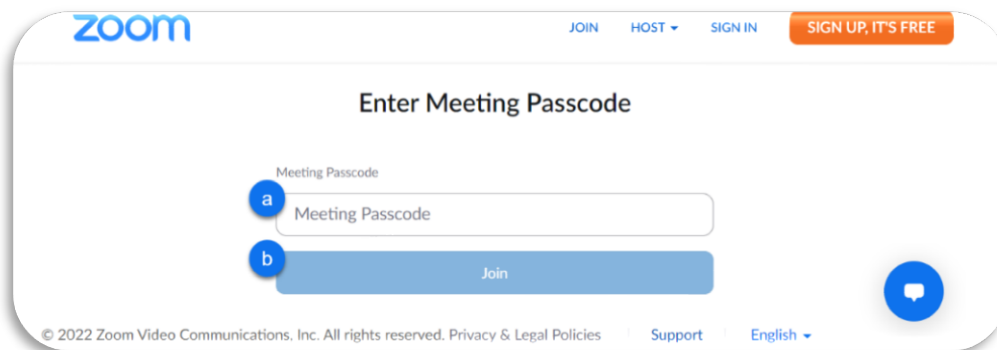 zoom JOIN HOST SIGN IN SIGN UP, IT'S FREE
Enter Meeting Passcode
Meeting Passcode
a
Meeting Passcode
b
Join
© 2022 Zoom Video Communications, Inc. All rights reserved. Privacy & Legal Policies Support English